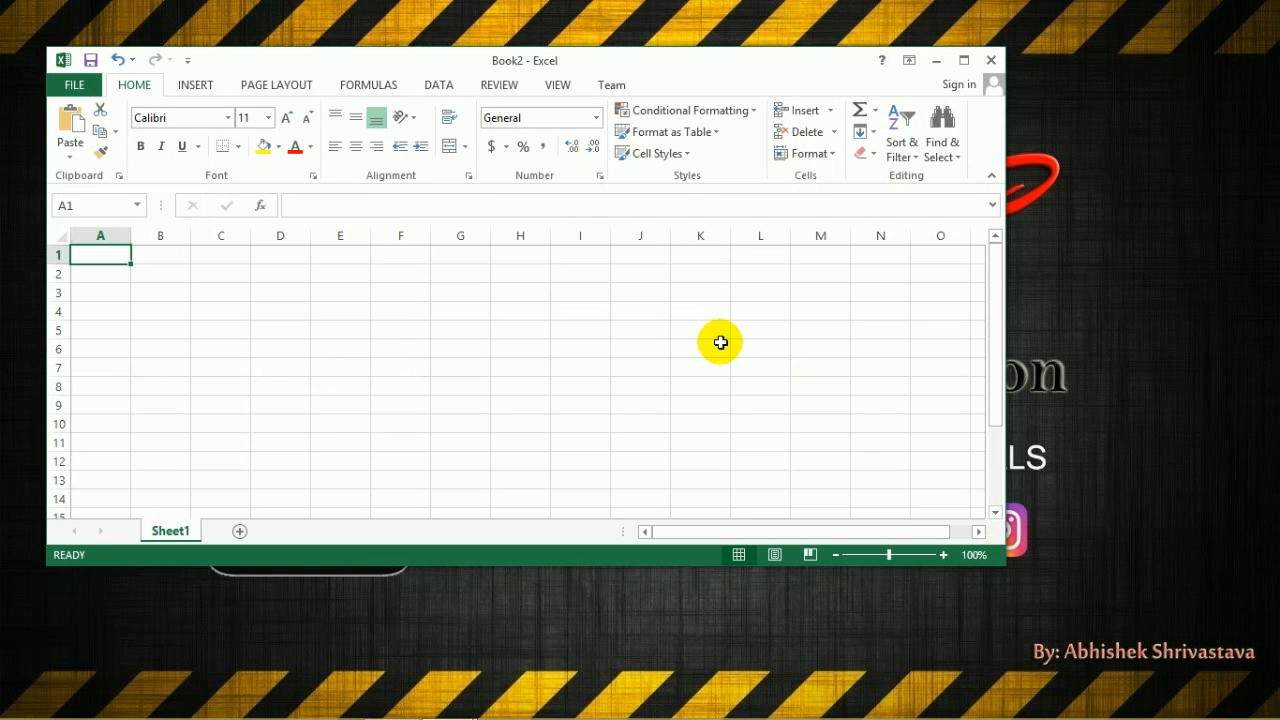 Book2 - Excel
?
FILE HOME INSERT PAGE LAYOUT FORMULAS DATA REVIEW VIEW Team Sign in
Calibri 11 General Conditional Formatting Insert
Format as Table Delete
Paste B I U $ % , Cell Styles Format Sort & Filter Find & Select
Clipboard Font Alignment Number Styles Cells Editing
A1 fx
A B C D E F G H I J K L M N O
1
2
3
4
5
6
7
8
9
10
11
12
13
14
15
on
LS
Sheet1
READY 100%
By: Abhishek Shrivastava